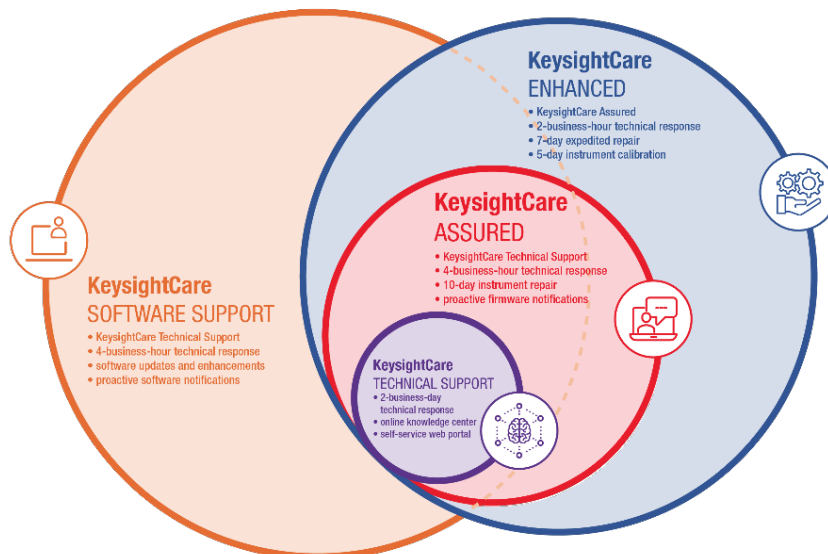 KeysightCare
ENHANCED
• KeysightCare Assured
• 2-business-hour technical response
• 7-day expedited repair
• 5-day instrument calibration
KeysightCare
ASSURED
• KeysightCare Technical Support
• 4-business-hour technical response
• 10-day instrument repair
• proactive firmware notifications
KeysightCare
SOFTWARE SUPPORT
• KeysightCare Technical Support
• 4-business-hour technical response
• software updates and enhancements
• proactive software notifications
KeysightCare
TECHNICAL SUPPORT
• 2-business-day
technical response
• online knowledge center
• self-service web portal